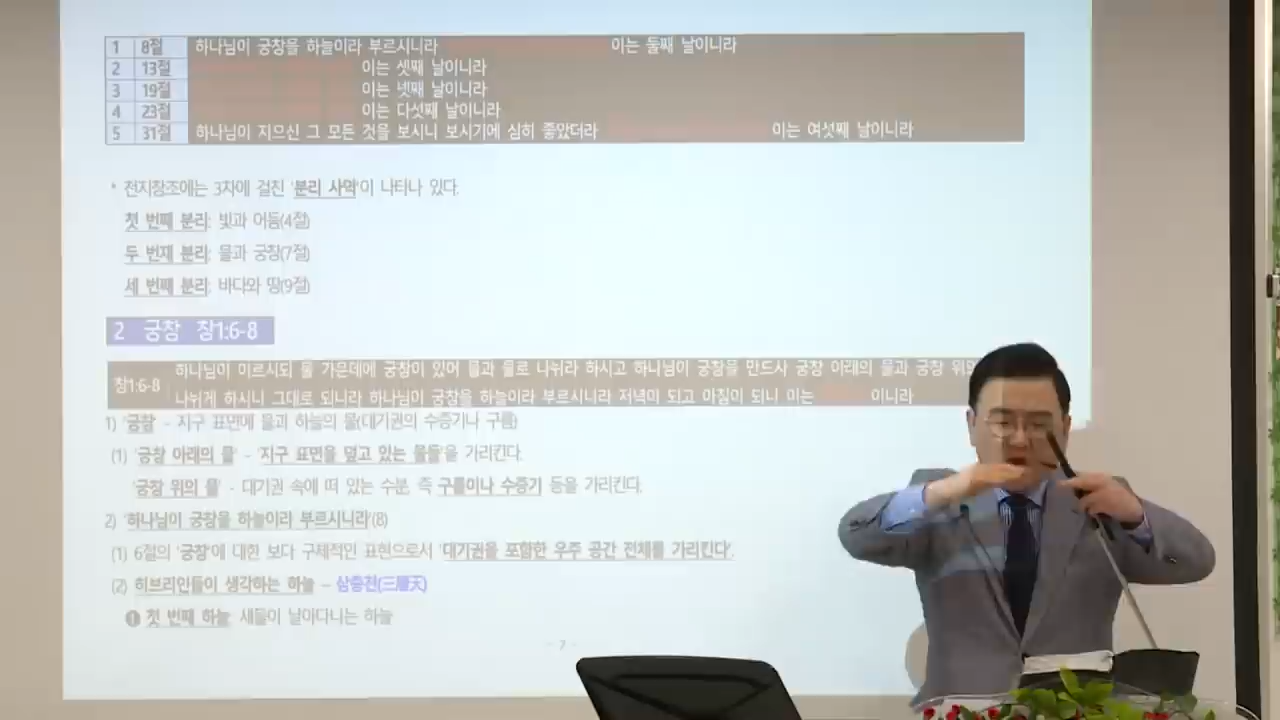 1 8절 하나님이 궁창을 하늘이라 부르시니라 이는 둘째 날이니라
2 13절 이는 셋째 날이니라
3 19절 이는 넷째 날이니라
4 23절 이는 다섯째 날이니라
5 31절 하나님이 지으신 그 모든 것을 보시니 보시기에 심히 좋았더라 이는 여섯째 날이니라
* 천지창조에는 3차에 걸친 '분리 사역'이 나타나 있다.
첫 번째 분리: 빛과 어둠(4절)
두 번째 분리: 물과 궁창(7절)
세 번째 분리: 바다와 땅(9절)
2 궁창 창1:6-8
창1:6-8 하나님이 이르시되 물 가운데에 궁창이 있어 물과 물로 나뉘라 하시고 하나님이 궁창을 만드사 궁창 아래의 물과 궁창 위의
나뉘게 하시니 그대로 되니라 하나님이 궁창을 하늘이라 부르시니라 저녁이 되고 아침이 되니 이는 이니라
1) '궁창' - 지구 표면에 물과 하늘의 물(대기권의 수증기나 구름)
(1) '궁창 아래의 물' - '지구 표면을 덮고 있는 물들'을 가리킨다.
'궁창 위의 물' - 대기권 속에 떠 있는 수분, 즉 구름이나 수증기 등을 가리킨다.
2) '하나님이 궁창을 하늘이라 부르시니라'(8)
(1) 6절의 '궁창'에 대한 보다 구체적인 표현으로서 '대기권을 포함한 우주 공간 전체를 가리킨다'.
(2) 히브리인들이 생각하는 하늘 - 삼층천(三層天)
❶ 첫 번째 하늘: 새들이 날아다니는 하늘
- 7 -